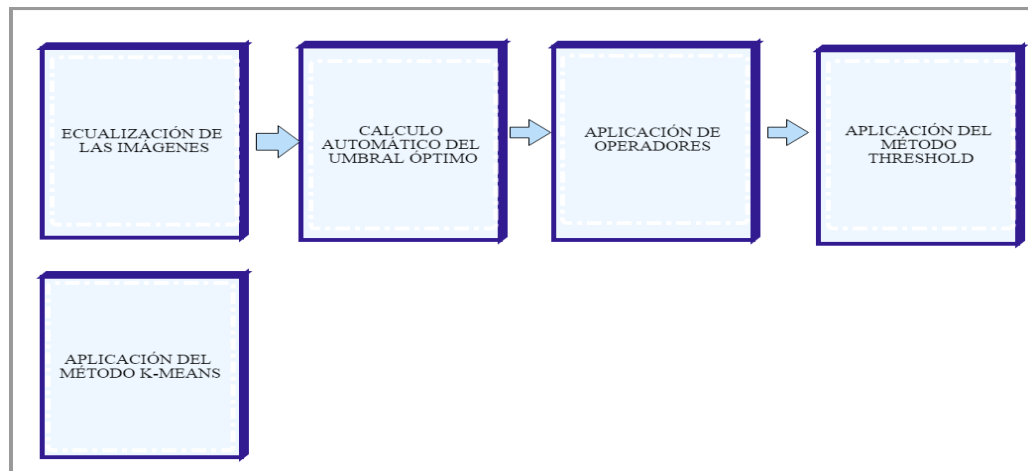 ECUALIZACIÓN DE
LAS IMÁGENES
CALCULO
AUTOMÁTICO DEL
UMBRAL ÓPTIMO
APLICACIÓN DE
OPERADORES
APLICACIÓN DEL
MÉTODO
THRESHOLD
APLICACIÓN DEL
MÉTODO K-MEANS